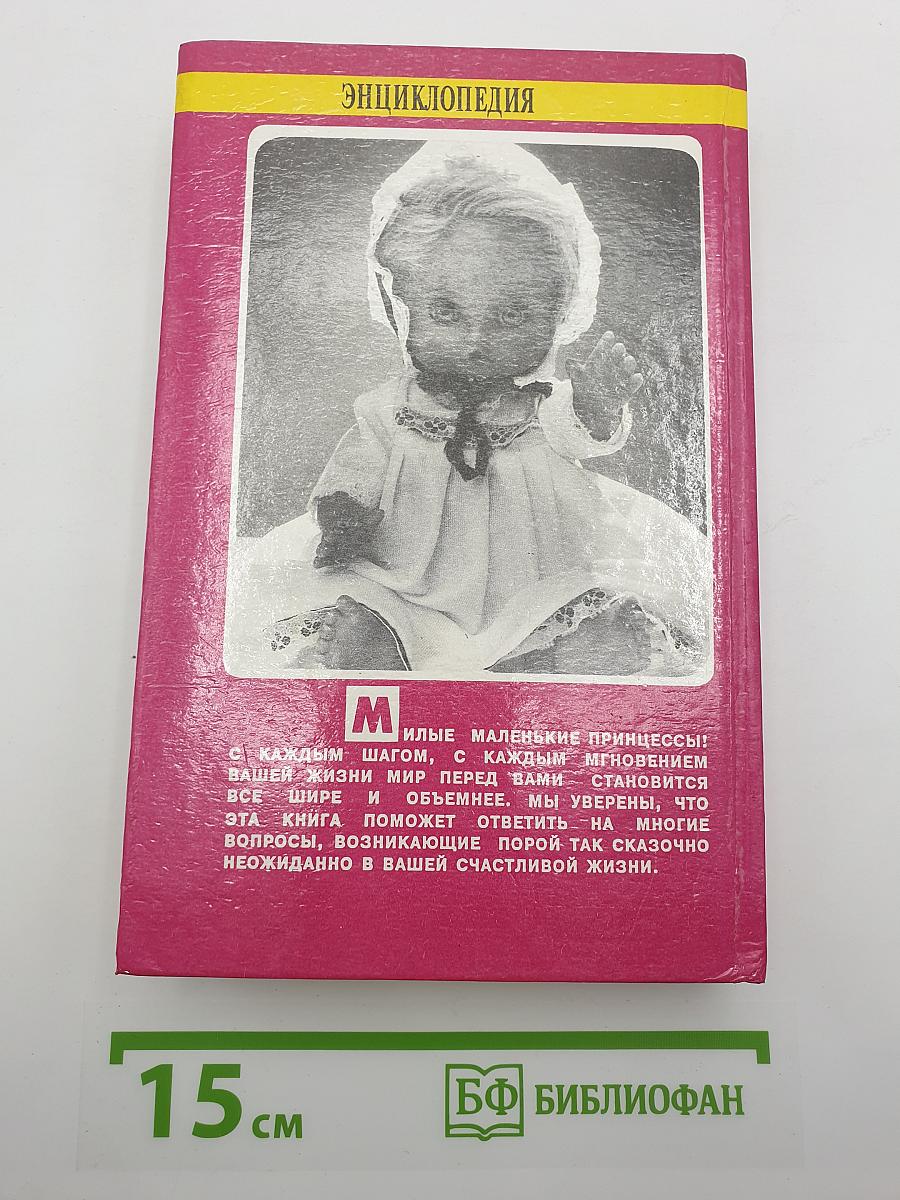 ЭНЦИКЛОПЕДИЯ
МИЛЫЕ МАЛЕНЬКИЕ ПРИНЦЕССЫ!
С КАЖДЫМ ШАГОМ, С КАЖДЫМ МГНОВЕНИЕМ
ВАШЕЙ ЖИЗНИ МИР ПЕРЕД ВАМИ СТАНОВИТСЯ
ВСЕ ШИРЕ И ОБЪЕМНЕЕ. МЫ УВЕРЕНЫ, ЧТО
ЭТА КНИГА ПОМОЖЕТ ОТВЕТИТЬ НА МНОГИЕ
ВОПРОСЫ, ВОЗНИКАЮЩИЕ ПОРОЙ ТАК СКАЗОЧНО
НЕОЖИДАННО В ВАШЕЙ СЧАСТЛИВОЙ ЖИЗНИ.
15 см
БФ БИБЛИОФАН